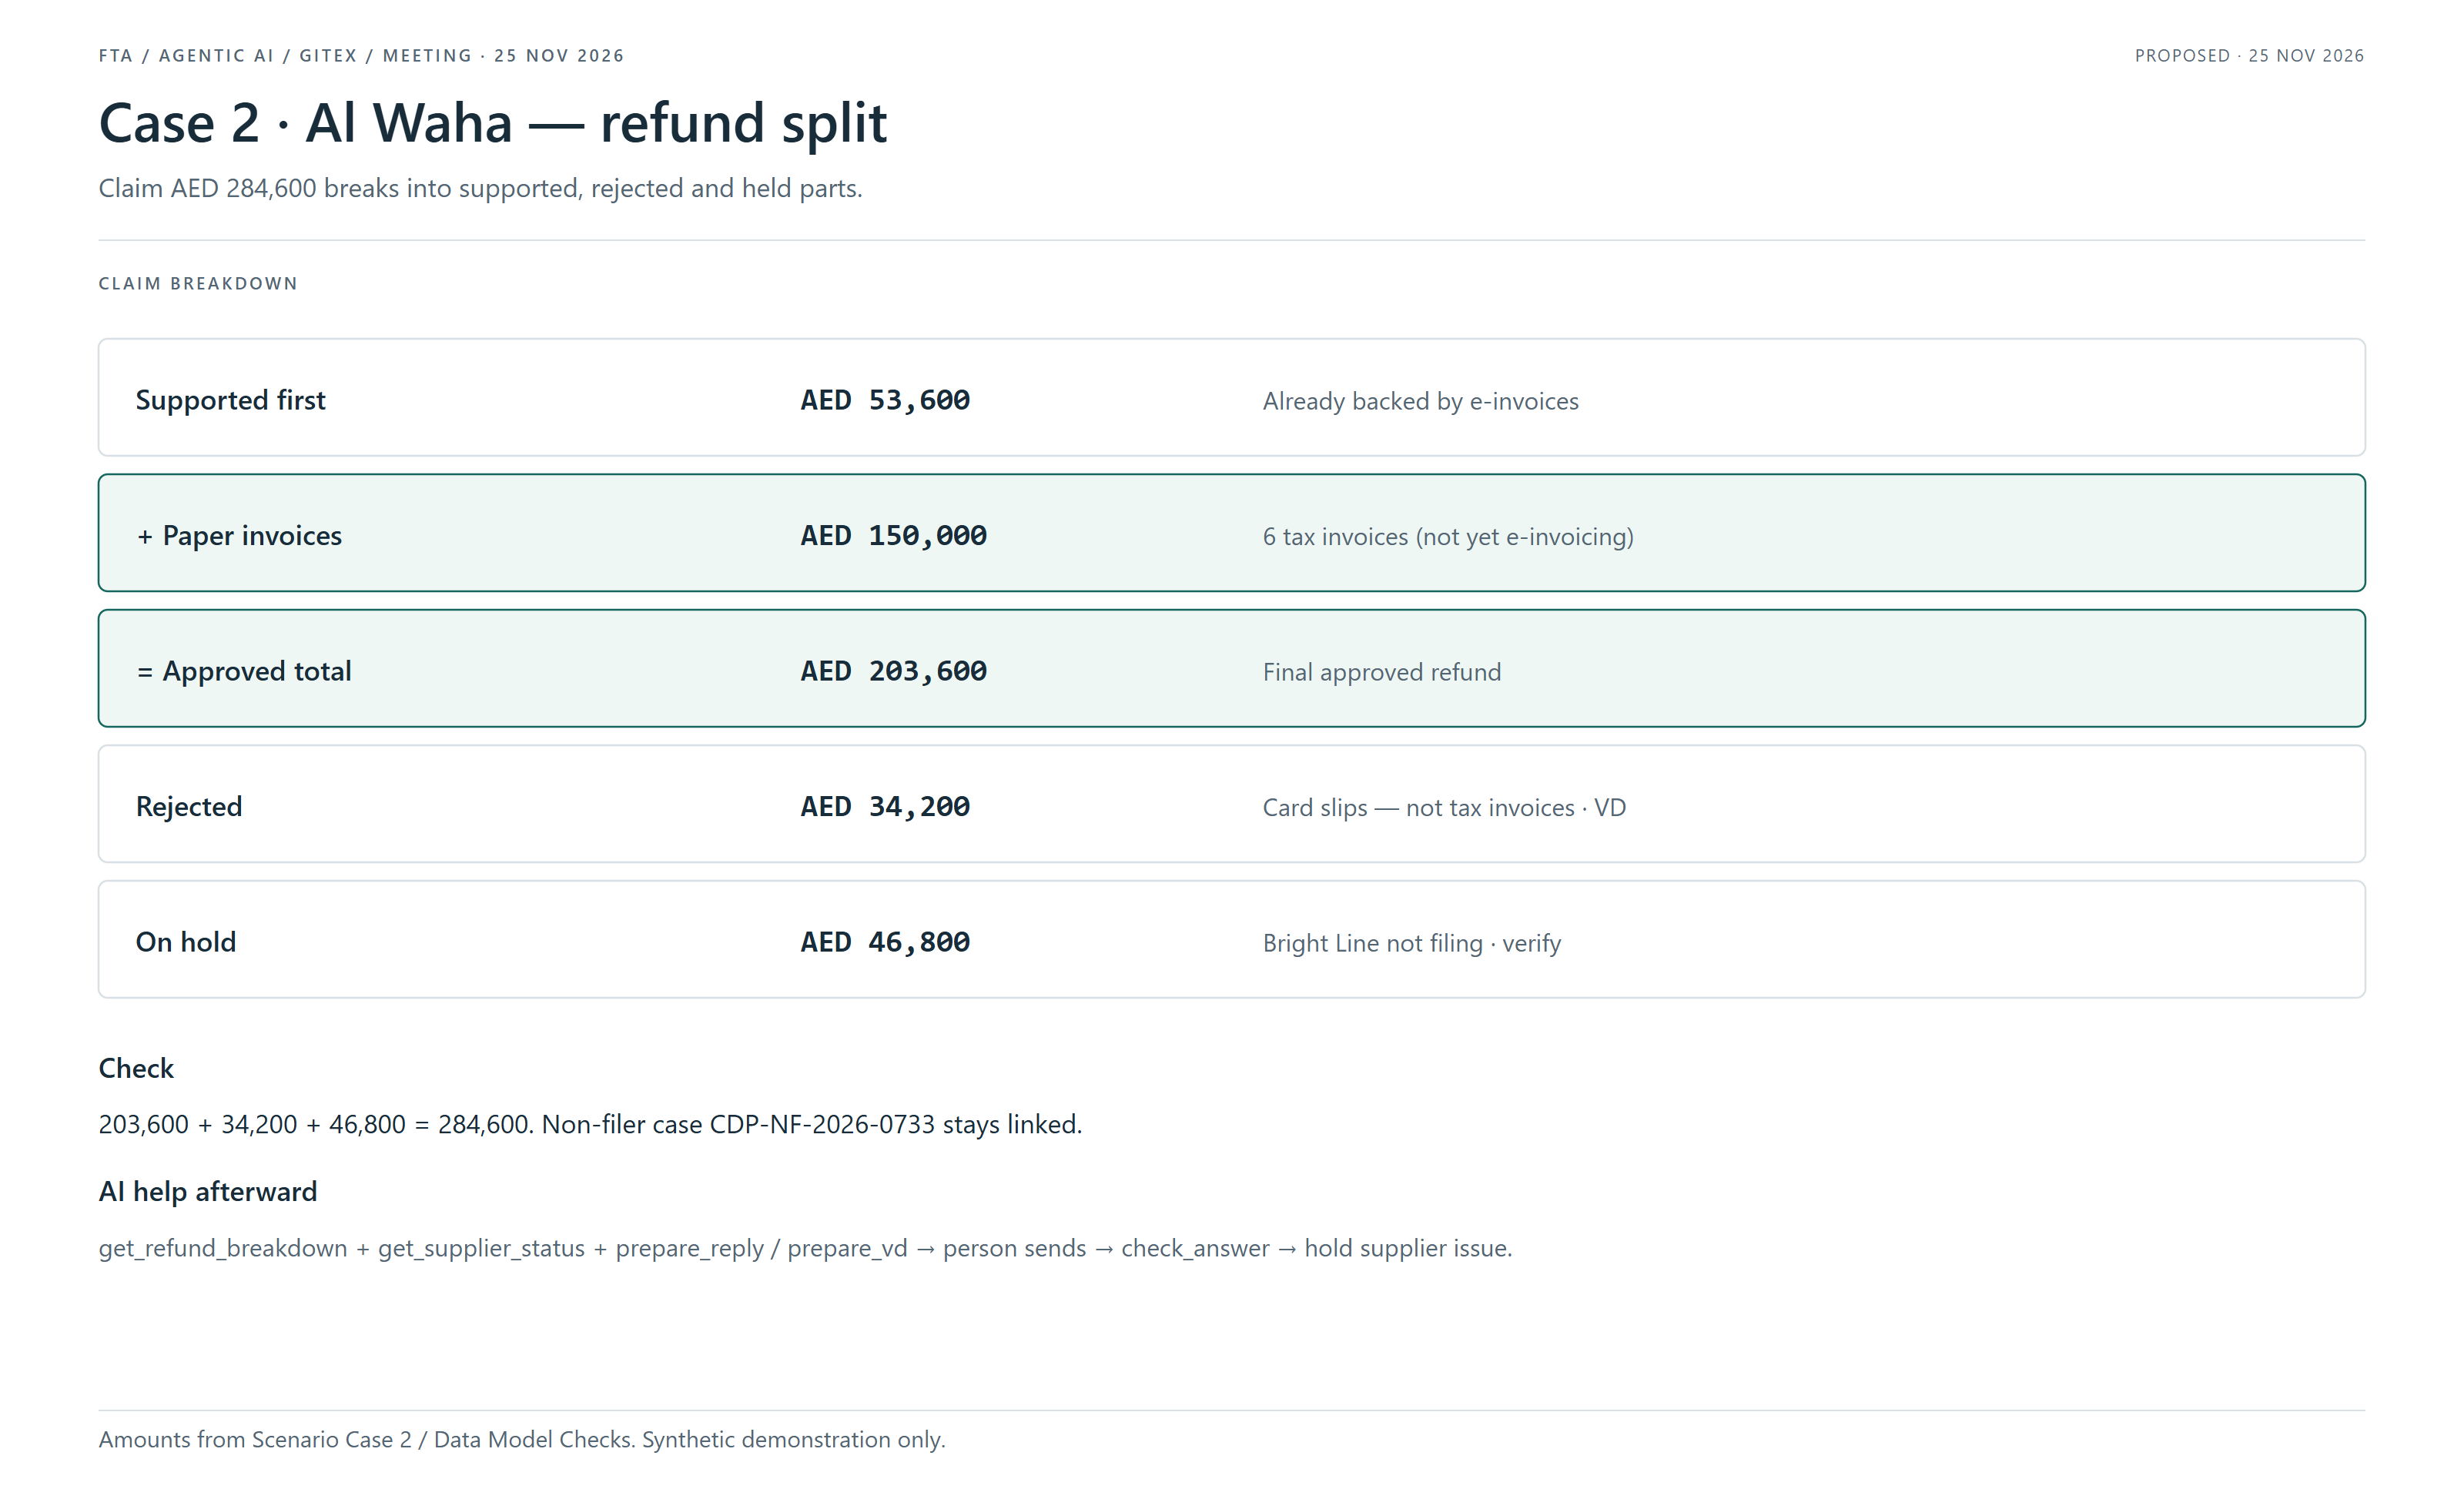 FTA / AGENTIC AI / GITEX / MEETING · 25 NOV 2026
PROPOSED · 25 NOV 2026
Case 2 · Al Waha — refund split
Claim AED 284,600 breaks into supported, rejected and held parts.
CLAIM BREAKDOWN
Supported first AED 53,600 Already backed by e-invoices
+ Paper invoices AED 150,000 6 tax invoices (not yet e-invoicing)
= Approved total AED 203,600 Final approved refund
Rejected AED 34,200 Card slips — not tax invoices · VD
On hold AED 46,800 Bright Line not filing · verify
Check
203,600 + 34,200 + 46,800 = 284,600. Non-filer case CDP-NF-2026-0733 stays linked.
AI help afterward
get_refund_breakdown + get_supplier_status + prepare_reply / prepare_vd → person sends → check_answer → hold supplier issue.
Amounts from Scenario Case 2 / Data Model Checks. Synthetic demonstration only.